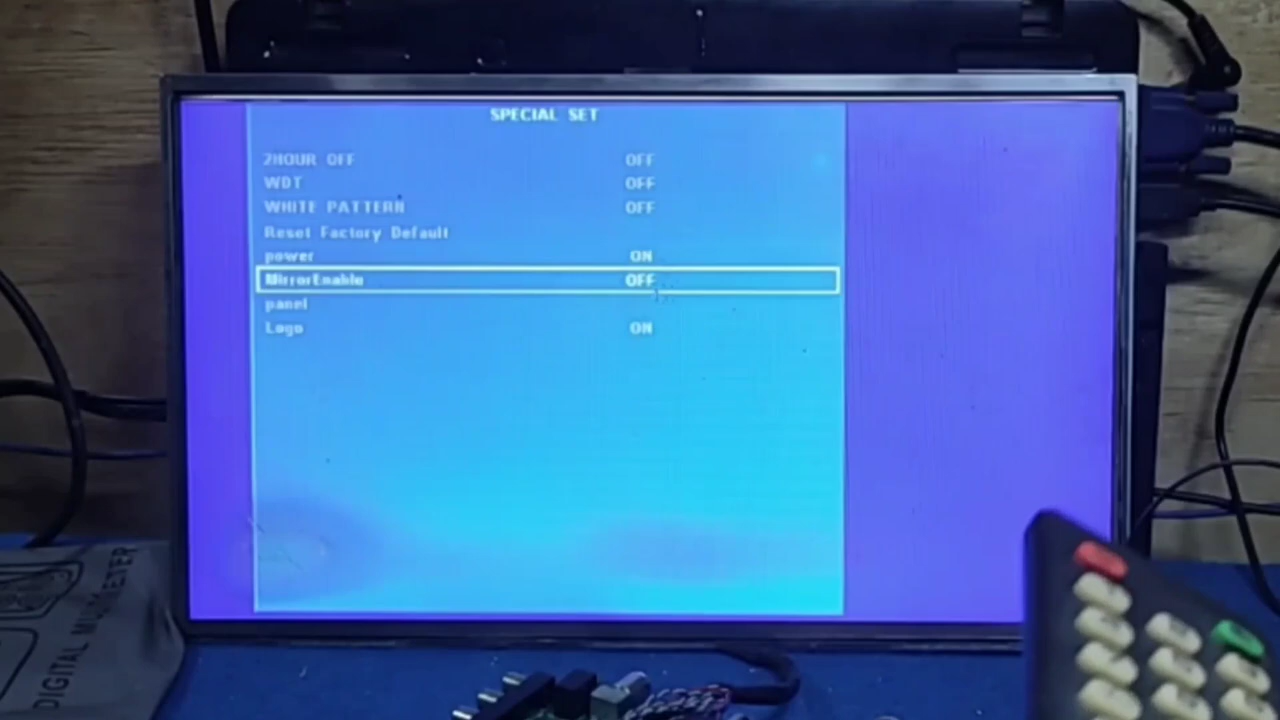 SPECIAL SET
2HOUR OFF OFF
WDT OFF
WHITE PATTERN OFF
Reset Factory Default
power ON
MirrorEnable OFF
panel
Logo ON
DIGITAL MULTIMETER